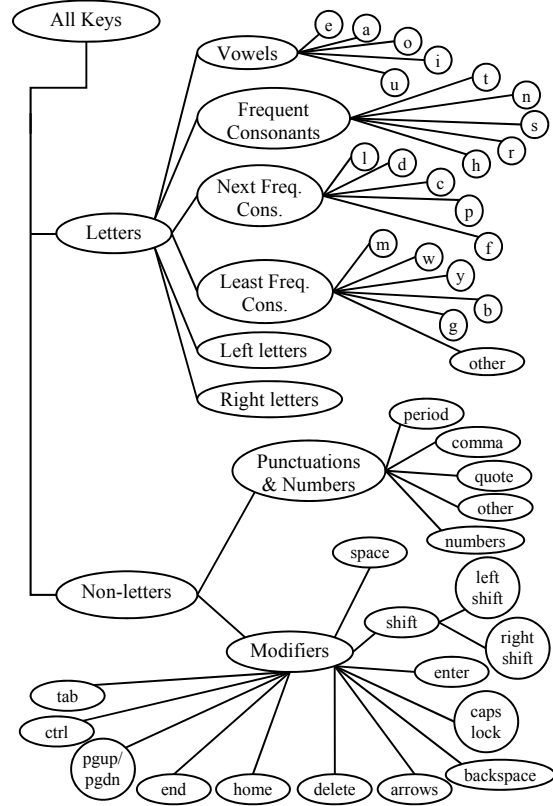 All Keys
Vowels
e
a
o
i
u
Frequent
Consonants
t
n
s
r
h
Next Freq.
Cons.
l
d
c
p
f
Letters
Least Freq.
Cons.
m
w
y
b
g
other
Left letters
Right letters
Punctuations
& Numbers
period
comma
quote
other
numbers
Non-letters
Modifiers
space
shift
left
shift
right
shift
enter
caps
lock
backspace
arrows
delete
home
end
pgup/
pgdn
ctrl
tab